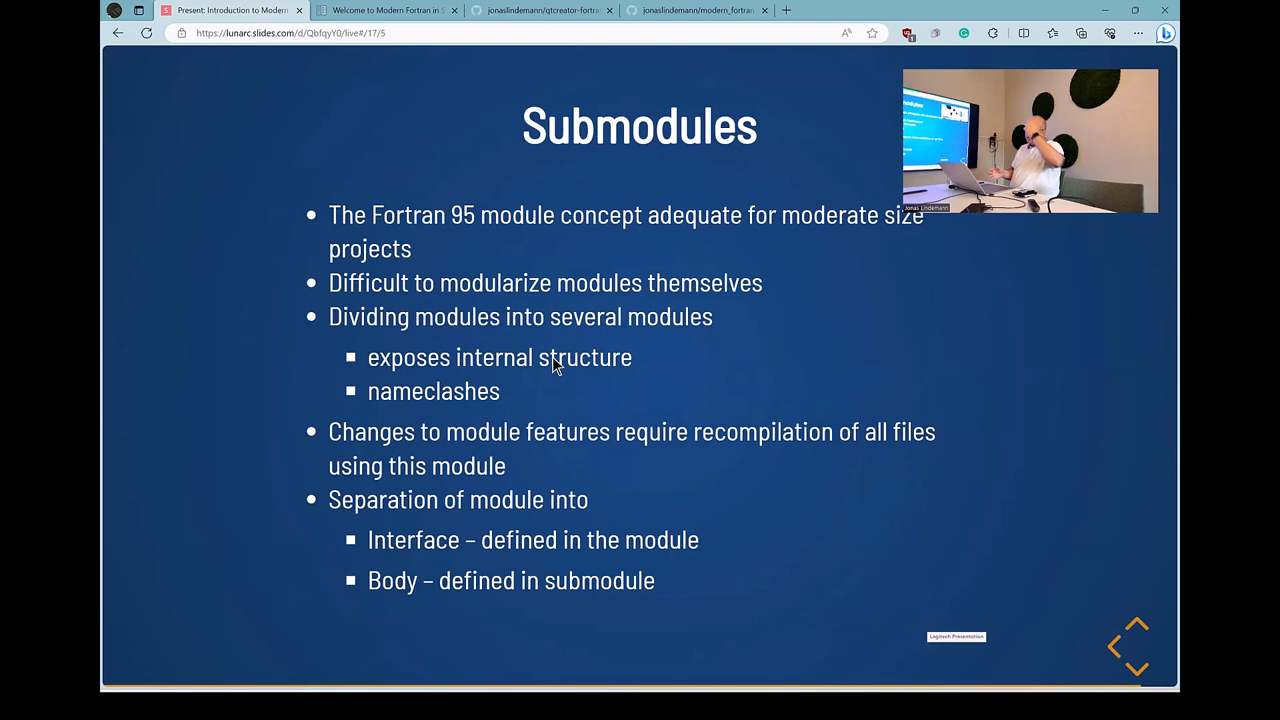 Present: Introduction to Modern
Welcome to Modern Fortran in S
jonaslindemann/qtcreator-fortra
jonaslindemann/modern_fortran
https://lunarc.slides.com/d/QbfqyY0/live#/17/5
Submodules
Jonas Lindemann
• The Fortran 95 module concept adequate for moderate size
projects
• Difficult to modularize modules themselves
• Dividing modules into several modules
▪ exposes internal structure
▪ nameclashes
• Changes to module features require recompilation of all files
using this module
• Separation of module into
▪ Interface – defined in the module
▪ Body – defined in submodule
Logitech Presentation